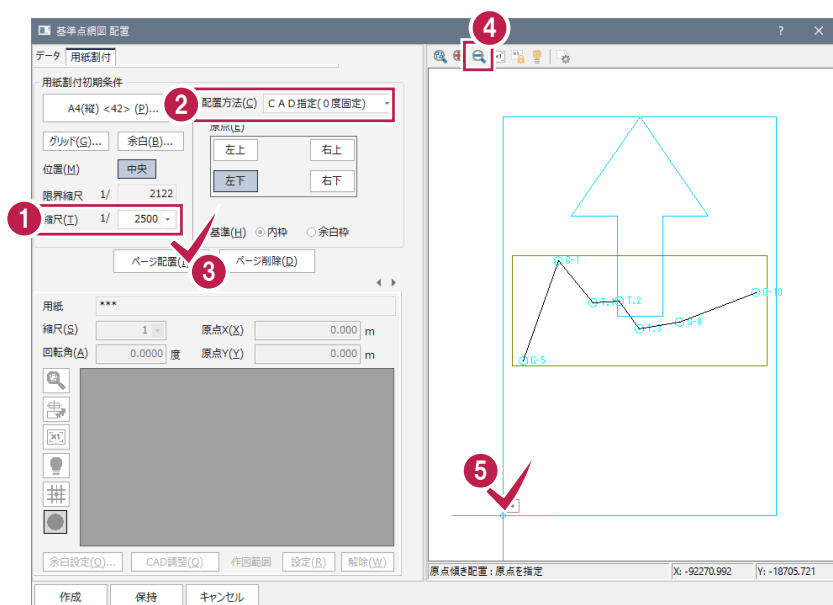 基準点網図 配置
? ×
4
データ 用紙割付
用紙割付初期条件
A4(縦) <42> (P)...
2
配置方法(C) CAD指定(0度固定)
グリッド(G)... 余白(B)...
原点(E)
左上 右上
位置(M) 中央
左下 右下
限界縮尺 1/ 2122
1
縮尺(T) 1/ 2500
基準(H) 内枠 余白枠
3
ページ配置 ページ削除(D)
用紙 ***
縮尺(S) 1 原点X(X) 0.000 m
回転角(A) 0.0000 度 原点Y(Y) 0.000 m
余白設定(O)... CAD調整(Q) 作図範囲 設定(R) 解除(W)
作成 保持 キャンセル
G-1
T.2
G-10
G-5
5
原点傾き配置:原点を指定 X: -92270.992 Y: -18705.721